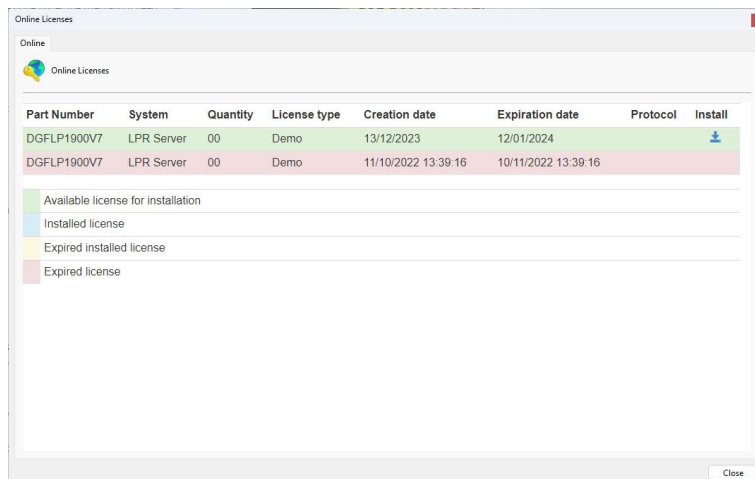 Online Licenses
Online
Online Licenses
Part Number System Quantity License type Creation date Expiration date Protocol Install
DGFLP1900V7 LPR Server 00 Demo 13/12/2023 12/01/2024
DGFLP1900V7 LPR Server 00 Demo 11/10/2022 13:39:16 10/11/2022 13:39:16
Available license for installation
Installed license
Expired installed license
Expired license
Close